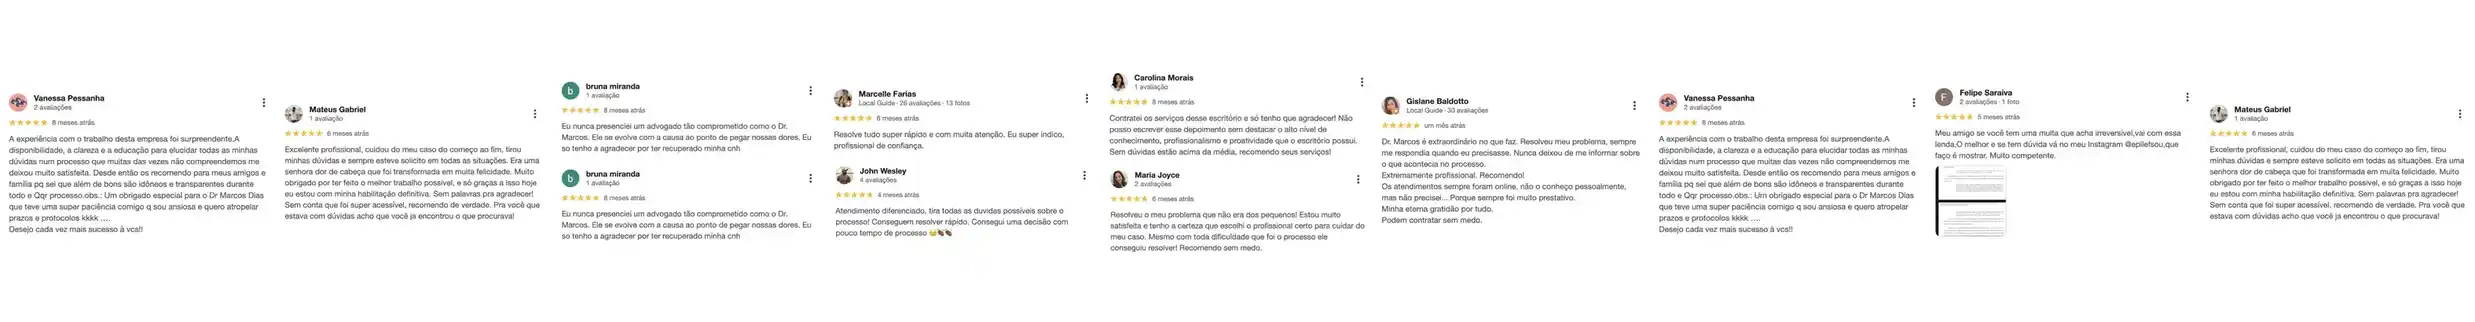 Vanessa Pessanha
2 avaliações
8 meses atrás
A experiência com o trabalho desta empresa foi surpreendente.A
disponibilidade, a clareza e a educação para elucidar todas as minhas
dúvidas num processo que muitas das vezes não compreendemos me
deixou muito satisfeita. Desde então os recomendo para meus amigos e
família pq sei que além de bons são idôneos e transparentes durante
todo e Qqr processo.obs.: Um obrigado especial para o Dr Marcos Dias
que teve uma super paciência comigo q sou ansiosa e quero atropelar
prazos e protocolos kkkk ....
Desejo cada vez mais sucesso à vcs!!
Mateus Gabriel
1 avaliação
6 meses atrás
Excelente profissional, cuidou do meu caso do começo ao fim, tirou
minhas dúvidas e sempre esteve solicito em todas as situações. Era uma
senhora dor de cabeça que foi transformada em muita felicidade. Muito
obrigado por ter feito o melhor trabalho possível, e só graças a isso hoje
eu estou com minha habilitação definitiva. Sem palavras pra agradecer!
Sem conta que foi super acessível, recomendo de verdade. Pra você que
estava com dúvidas acho que você ja encontrou o que procurava!
b
bruna miranda
1 avaliação
8 meses atrás
Eu nunca presenciei um advogado tão comprometido como o Dr.
Marcos. Ele se evolve com a causa ao ponto de pegar nossas dores. Eu
so tenho a agradecer por ter recuperado minha cnh
b
bruna miranda
1 avaliação
8 meses atrás
Eu nunca presenciei um advogado tão comprometido como o Dr.
Marcos. Ele se evolve com a causa ao ponto de pegar nossas dores. Eu
so tenho a agradecer por ter recuperado minha cnh
Marcelle Farias
Local Guide · 26 avaliações · 13 fotos
6 meses atrás
Resolve tudo super rápido e com muita atenção. Eu super indico,
profissional de confiança.
John Wesley
4 avaliações
4 meses atrás
Atendimento diferenciado, tira todas as duvidas possíveis sobre o
processo! Conseguem resolver rápido. Consegui uma decisão com
pouco tempo de processo
Carolina Morais
1 avaliação
8 meses atrás
Contratei os serviços desse escritório e só tenho que agradecer! Não
posso escrever esse depoimento sem destacar o alto nível de
conhecimento, profissionalismo e proatividade que o escritório possui.
Sem dúvidas estão acima da média, recomendo seus serviços!
Maria Joyce
2 avaliações
6 meses atrás
Resolveu o meu problema que não era dos pequenos! Estou muito
satisfeita e tenho a certeza que escolhi o profissional certo para cuidar do
meu caso. Mesmo com toda dificuldade que foi o processo ele
conseguiu resolver! Recomendo sem medo.
Gislane Baldotto
Local Guide · 33 avaliações
um mês atrás
Dr. Marcos é extraordinário no que faz. Resolveu meu problema, sempre
me respondia quando eu precisasse. Nunca deixou de me informar sobre
o que acontecia no processo.
Extremamente profissional. Recomendo!
Os atendimentos sempre foram online, não o conheço pessoalmente,
mas não precisei... Porque sempre foi muito prestativo.
Minha eterna gratidão por tudo.
Podem contratar sem medo.
Vanessa Pessanha
2 avaliações
8 meses atrás
A experiência com o trabalho desta empresa foi surpreendente.A
disponibilidade, a clareza e a educação para elucidar todas as minhas
dúvidas num processo que muitas das vezes não compreendemos me
deixou muito satisfeita. Desde então os recomendo para meus amigos e
família pq sei que além de bons são idôneos e transparentes durante
todo e Qqr processo.obs.: Um obrigado especial para o Dr Marcos Dias
que teve uma super paciência comigo q sou ansiosa e quero atropelar
prazos e protocolos kkkk ....
Desejo cada vez mais sucesso à vcs!!
F
Felipe Saraiva
2 avaliações · 1 foto
5 meses atrás
Meu amigo se você tem uma multa que acha irreversível,vai com essa
lenda,O melhor e se tem dúvida vá no meu Instagram @epilefsou,que
faço é mostrar. Muito competente.
Mateus Gabriel
1 avaliação
6 meses atrás
Excelente profissional, cuidou do meu caso do começo ao fim, tirou
minhas dúvidas e sempre esteve solicito em todas as situações. Era uma
senhora dor de cabeça que foi transformada em muita felicidade. Muito
obrigado por ter feito o melhor trabalho possível, e só graças a isso hoje
eu estou com minha habilitação definitiva. Sem palavras pra agradecer!
Sem conta que foi super acessível, recomendo de verdade. Pra você que
estava com dúvidas acho que você ja encontrou o que procurava!